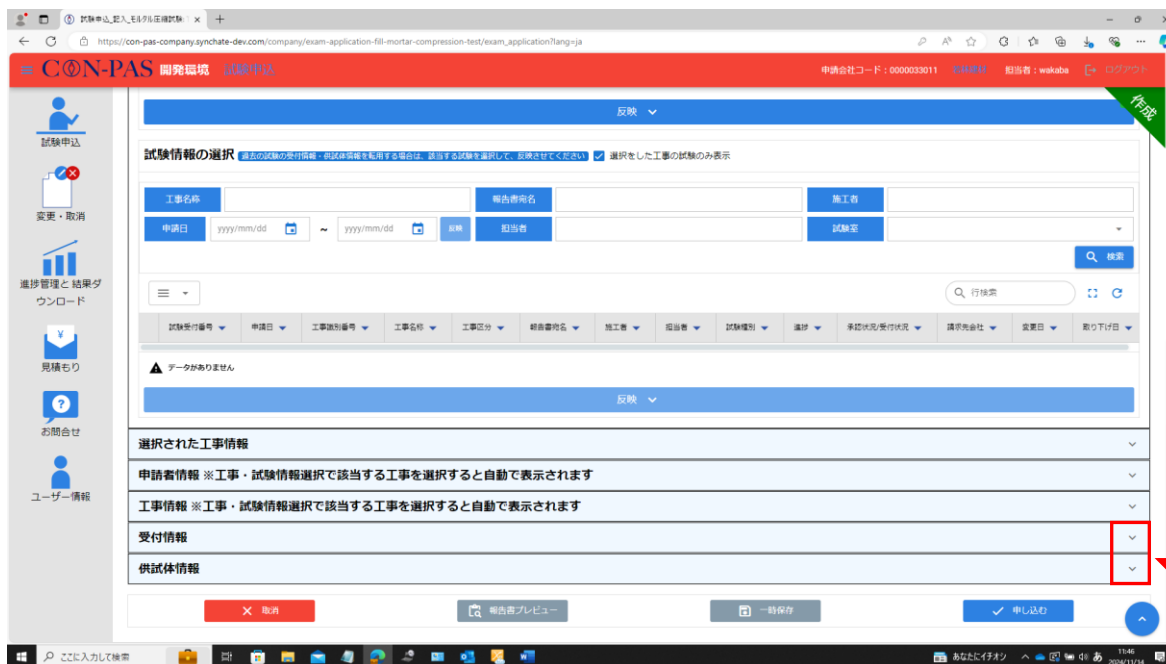 試験申込_記入_モルタル圧縮試験
https://con-pas-company.synchate-dev.com/company/exam-application-fill-mortar-compression-test/exam_application?lang=ja
CON-PAS 開発環境 試験申込
申請会社コード：0000033011
担当者：wakaba
ログアウト
作成
試験申込
変更・取消
進捗管理と結果ダ
ウンロード
見積もり
お問合せ
ユーザー情報
反映
試験情報の選択 過去の試験の受付情報・供試体情報を転用する場合は、該当する試験を選択して、反映させてください 選択をした工事の試験のみ表示
工事名称 報告書宛名 施工者
申請日 yyyy/mm/dd ~ yyyy/mm/dd 反映 担当者 試験室
検索
行検索
試験受付番号 申請日 工事識別番号 工事名称 工事区分 報告書宛名 施工者 担当者 試験種別 進捗 承認状況/受付状況 請求先会社 変更日 取り下げ日
データがありません
反映
選択された工事情報
申請者情報 ※工事・試験情報選択で該当する工事を選択すると自動で表示されます
工事情報 ※工事・試験情報選択で該当する工事を選択すると自動で表示されます
受付情報
供試体情報
取消 報告書プレビュー 一時保存 申し込む
ここに入力して検索
あなたにイチオシ
あ
11:46
2024/11/14